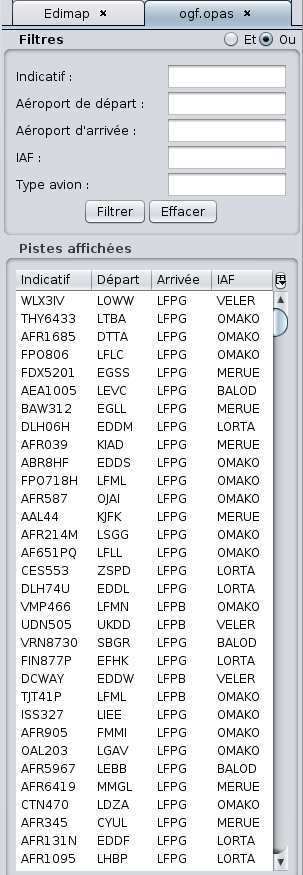 Edimap × ogf.opas ×
Filtres Et Ou
Indicatif :
Aéroport de départ :
Aéroport d'arrivée :
IAF :
Type avion :
Filtrer Effacer
Pistes affichées
Indicatif Départ Arrivée IAF
WLX3IV LOWW LFPG VELER
THY6433 LTBA LFPG OMAKO
AFR1685 DTTA LFPG OMAKO
FPO806 LFLC LFPG OMAKO
FDX5201 EGSS LFPG MERUE
AEA1005 LEVC LFPG BALOD
BAW312 EGLL LFPG MERUE
DLH06H EDDM LFPG LORTA
AFR039 KIAD LFPG MERUE
ABR8HF EDDS LFPG OMAKO
FPO718H LFML LFPG OMAKO
AFR587 OJAI LFPG OMAKO
AAL44 KJFK LFPG MERUE
AFR214M LSGG LFPG OMAKO
AF651PQ LFLL LFPG OMAKO
CES553 ZSPD LFPG LORTA
DLH74U EDDL LFPG LORTA
VMP466 LFMN LFPB OMAKO
UDN505 UKDD LFPB VELER
VRN8730 SBGR LFPG BALOD
FIN877P EFHK LFPG LORTA
DCWAY EDDW LFPB VELER
TJT41P LFML LFPB OMAKO
ISS327 LIEE LFPG OMAKO
AFR905 FMMI LFPG OMAKO
OAL203 LGAV LFPG OMAKO
AFR5967 LEBB LFPG BALOD
AFR6419 MMGL LFPG MERUE
CTN470 LDZA LFPG OMAKO
AFR345 CYUL LFPG MERUE
AFR131N EDDF LFPG LORTA
AFR1095 LHBP LFPG LORTA